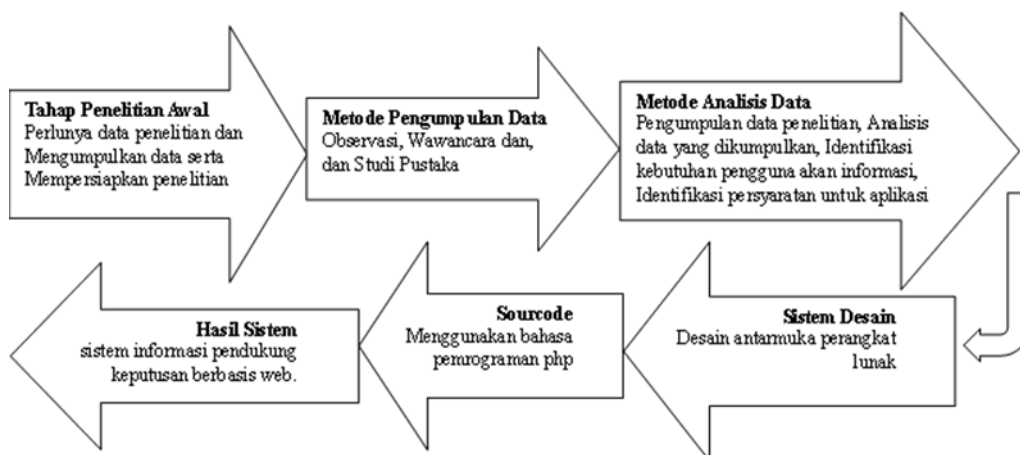 Tahap Penelitian Awal
Perlunya data penelitian dan
Mengumpulkan data serta
Mempersiapkan penelitian
Metode Pengumpulan Data
Observasi, Wawancara dan,
dan Studi Pustaka
Metode Analisis Data
Pengumpulan data penelitian, Analisis
data yang dikumpulkan, Identifikasi
kebutuhan pengguna akan informasi,
Identifikasi persyaratan untuk aplikasi
Sistem Desain
Desain antarmuka perangkat
lunak
Sourcode
Menggunakan bahasa
pemrograman php
Hasil Sistem
sistem informasi pendukung
keputusan berbasis web.